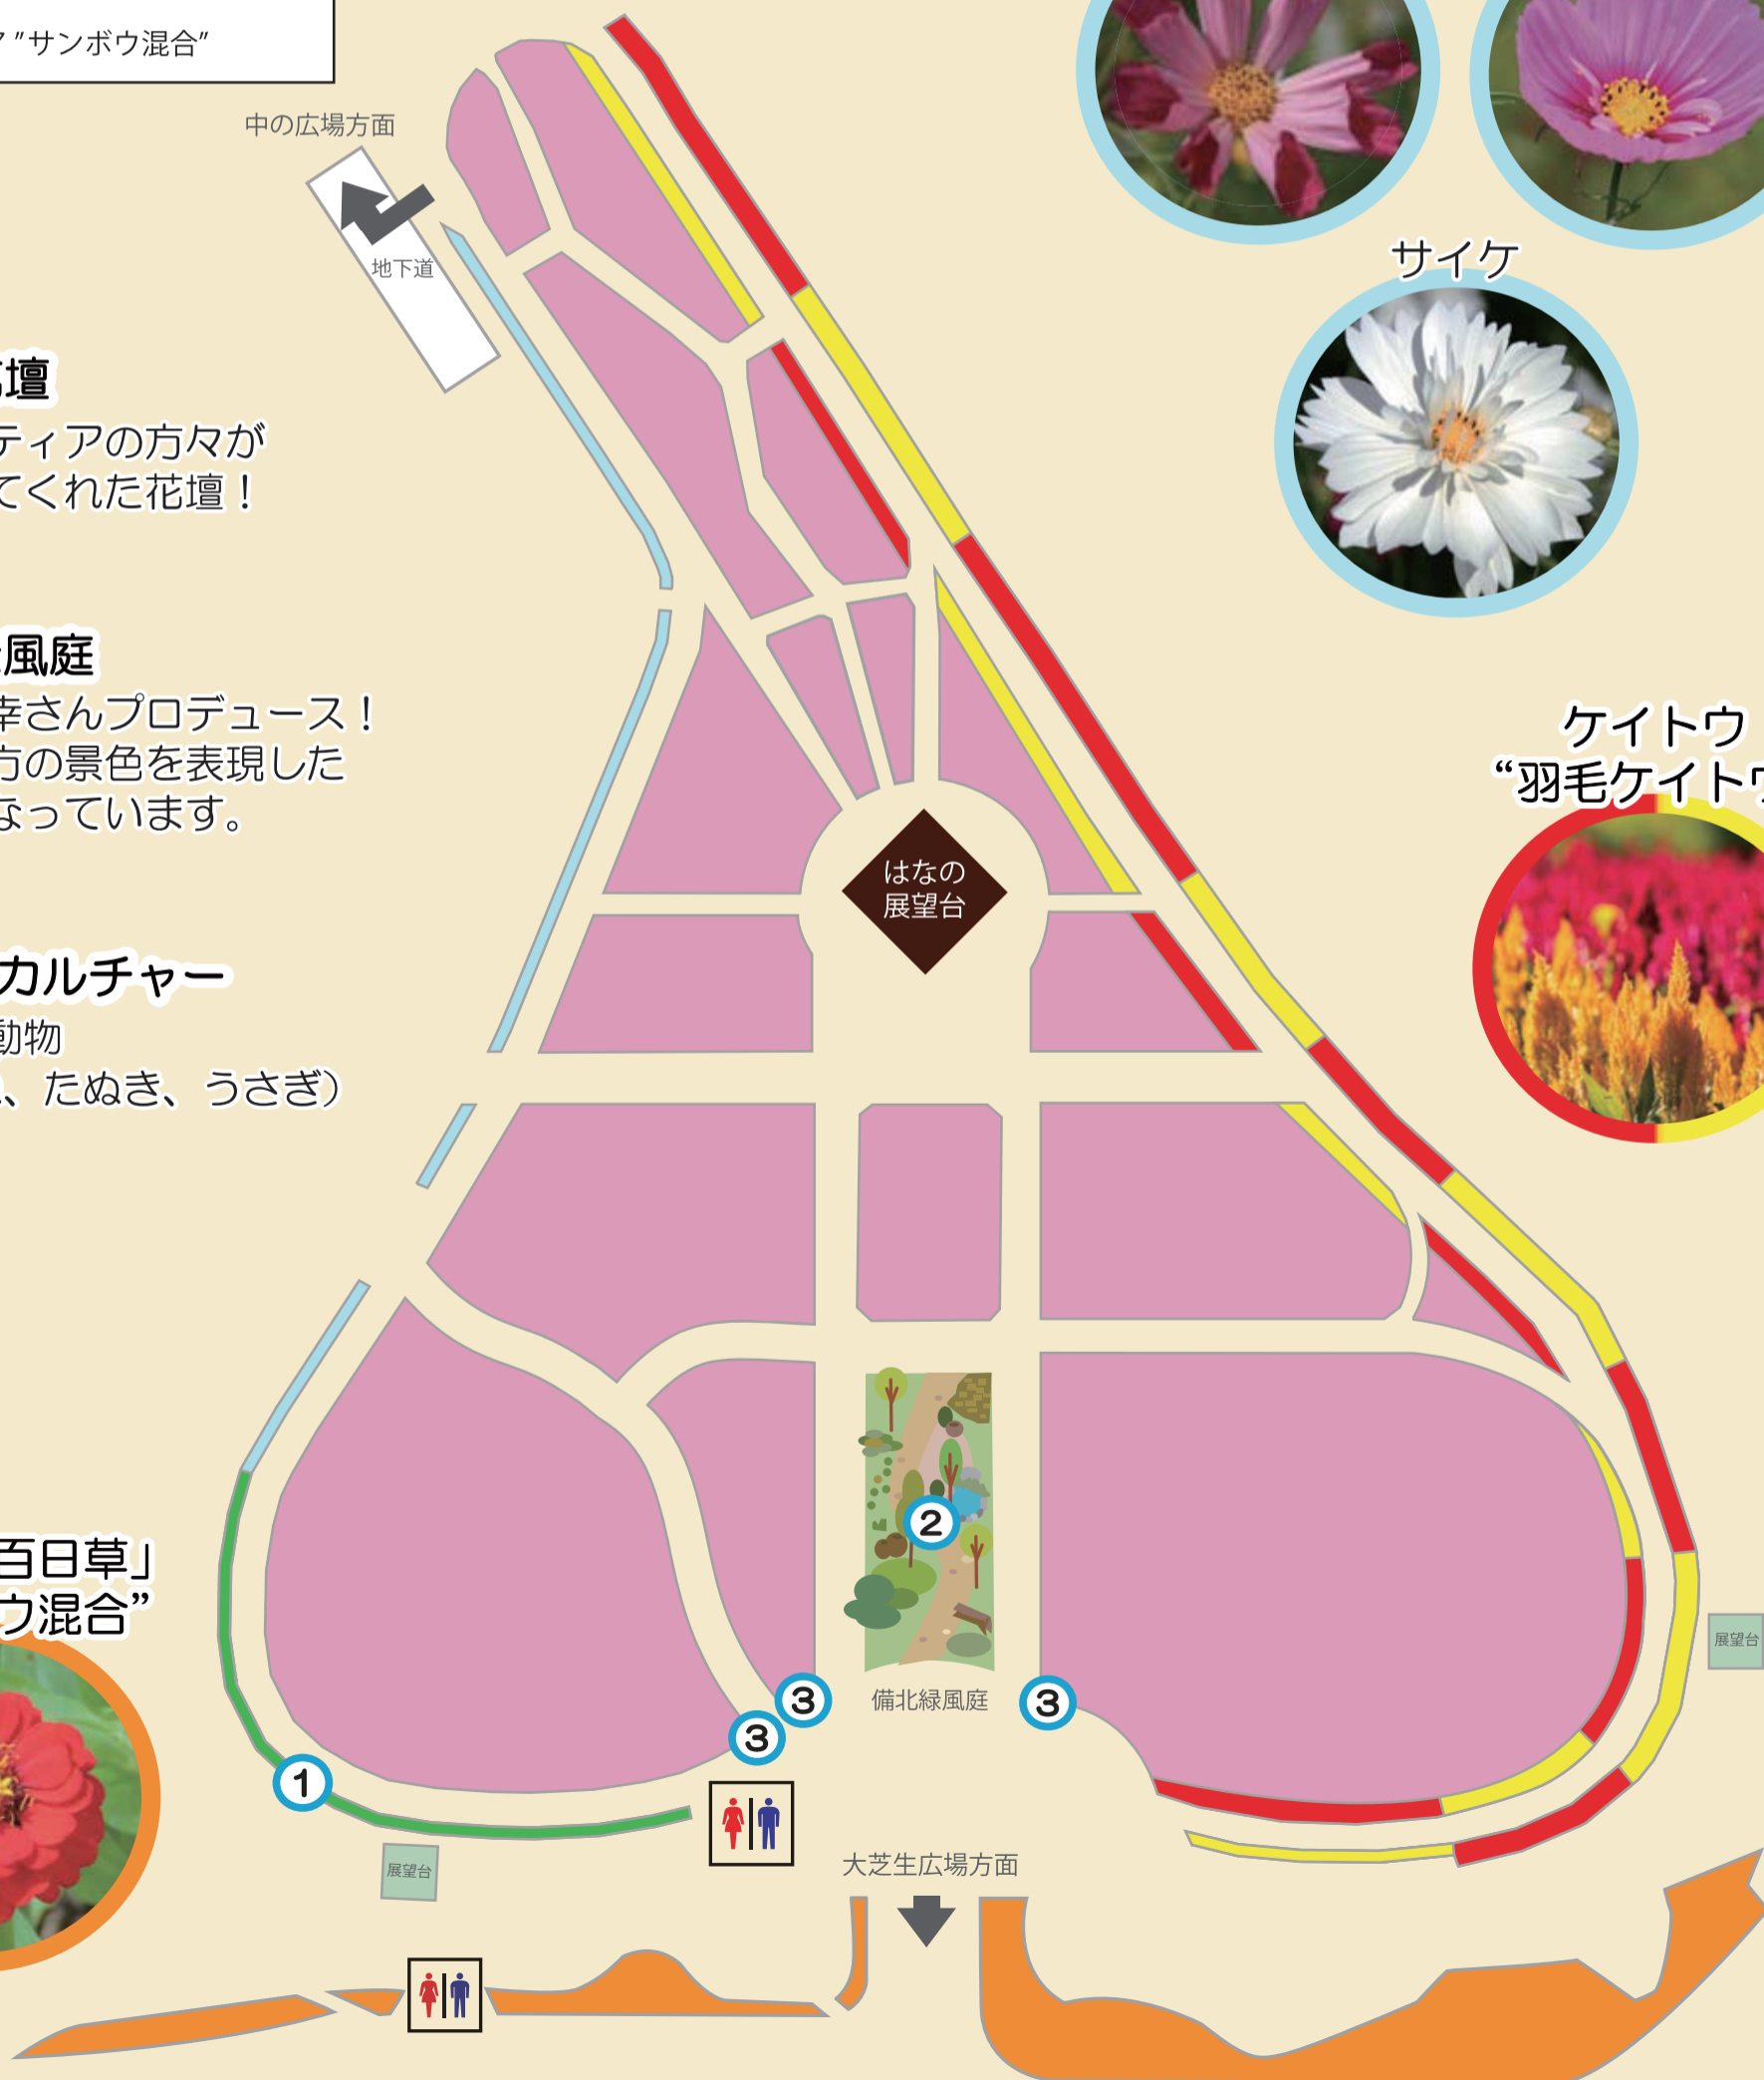 ”サンボウ混合”
中の広場方面
地下道
サイケ
花壇
ティアの方々が
てくれた花壇！
風庭
幸さんプロデュース！
方の景色を表現した
なっています。
ケイトウ
“羽毛ケイトウ
はなの
展望台
カルチャー
動物
、たぬき、うさぎ）
百日草」
ウ混合”
2
展望台
3
備北緑風庭
3
3
1
大芝生広場方面
展望台